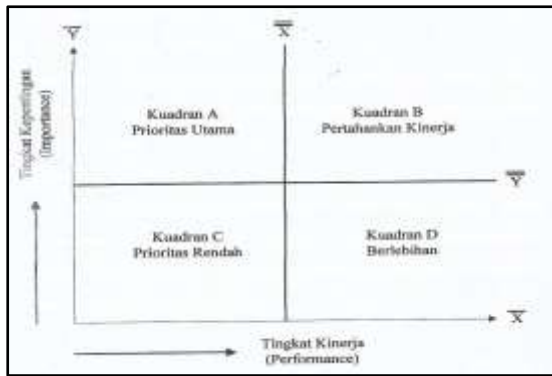 Y̅
X̿
Tingkat Kepentingan
(Importance)
Kuadran A
Prioritas Utama
Kuadran B
Pertahankan Kinerja
Y̿
Kuadran C
Prioritas Rendah
Kuadran D
Berlebihan
X̅
Tingkat Kinerja
(Performance)